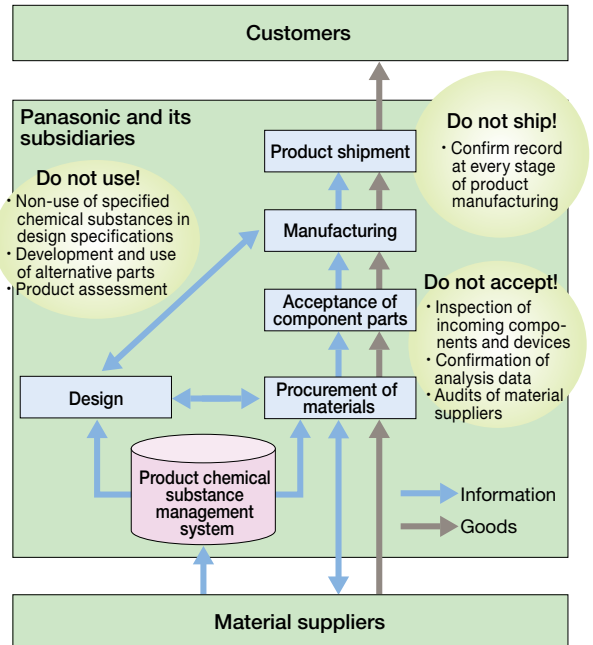 Customers
Panasonic and its
subsidiaries
Do not ship!
・Confirm record
at every stage
of product
manufacturing
Product shipment
Do not use!
・Non-use of specified
chemical substances in
design specifications
・Development and use
of alternative parts
・Product assessment
Manufacturing
Do not accept!
・Inspection of
incoming compo-
nents and devices
・Confirmation of
analysis data
・Audits of material
suppliers
Acceptance of
component parts
Design
Procurement of
materials
Product chemical
substance
management
system
Information
Goods
Material suppliers